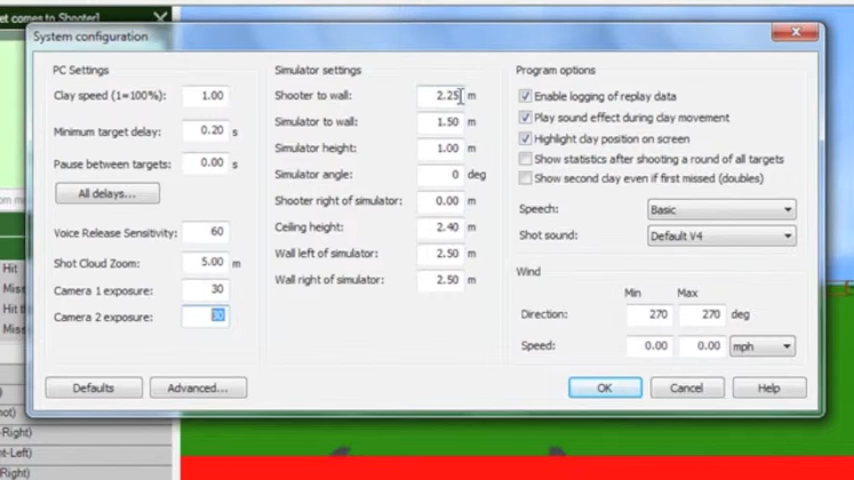 et comes to Shooter]
System configuration
PC Settings
Clay speed (1=100%): 1.00
Minimum target delay: 0.20 s
Pause between targets: 0.00 s
All delays...
Voice Release Sensitivity: 60
Shot Cloud Zoom: 5.00 m
Camera 1 exposure: 30
Camera 2 exposure: 30
Defaults
Advanced...
Simulator settings
Shooter to wall: 2.25 m
Simulator to wall: 1.50 m
Simulator height: 1.00 m
Simulator angle: 0 deg
Shooter right of simulator: 0.00 m
Ceiling height: 2.40 m
Wall left of simulator: 2.50 m
Wall right of simulator: 2.50 m
Program options
Enable logging of replay data
Play sound effect during clay movement
Highlight clay position on screen
Show statistics after shooting a round of all targets
Show second clay even if first missed (doubles)
Speech: Basic
Shot sound: Default V4
Wind
Min Max
Direction: 270 270 deg
Speed: 0.00 0.00 mph
OK
Cancel
Help
Hit
Miss
Hit th
Miss
-Right)
nt-Left)
Right)